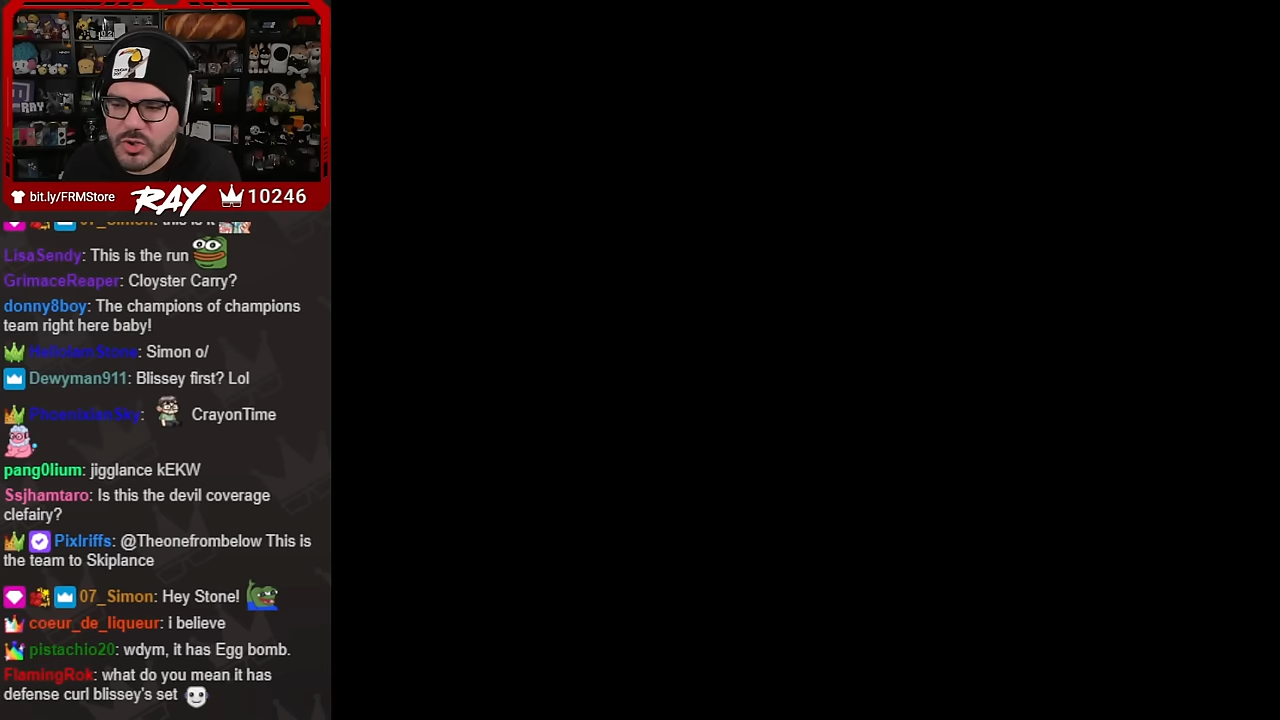 bit.ly/FRMStore RAY 10246
LisaSendy: This is the run
GrimaceReaper: Cloyster Carry?
donny8boy: The champions of champions
team right here baby!
HelloIamStone: Simon o/
Dewyman911: Blissey first? Lol
CrayonTime
pang0lium: jigglance kEKW
Ssjhamtaro: Is this the devil coverage
clefairy?
Pixlriffs: @Theonefrombelow This is
the team to Skiplance
07_Simon: Hey Stone!
coeur_de_liqueur: i believe
pistachio20: wdym, it has Egg bomb.
FlamingRok: what do you mean it has
defense curl blissey's set